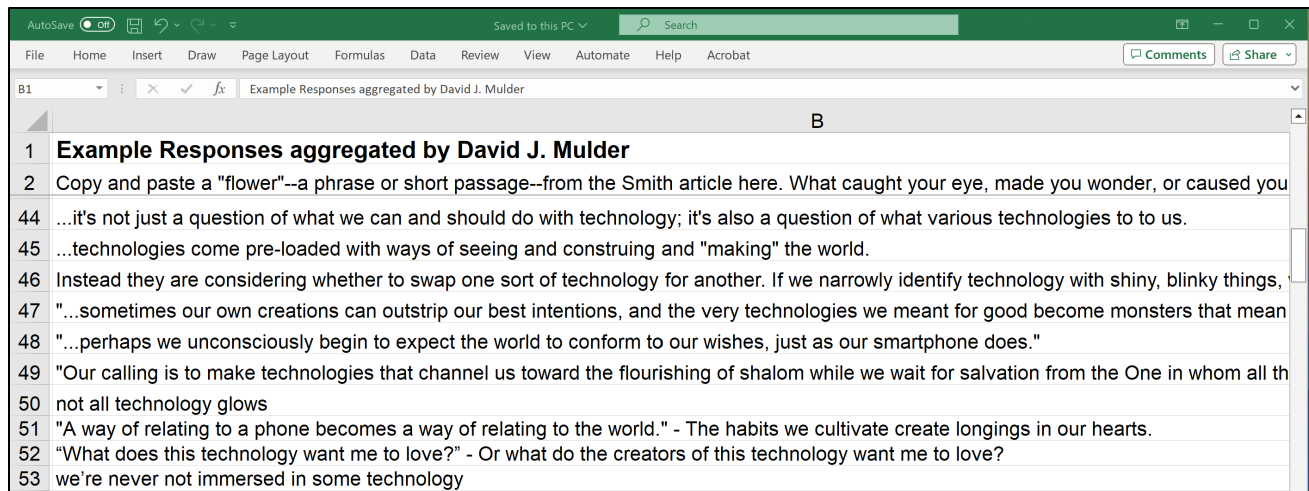 AutoSave Off Saved to this PC Search
File Home Insert Draw Page Layout Formulas Data Review View Automate Help Acrobat Comments Share
B1 fx Example Responses aggregated by David J. Mulder
B
1 Example Responses aggregated by David J. Mulder
2 Copy and paste a "flower"--a phrase or short passage--from the Smith article here. What caught your eye, made you wonder, or caused you
44 ...it's not just a question of what we can and should do with technology; it's also a question of what various technologies to to us.
45 ...technologies come pre-loaded with ways of seeing and construing and "making" the world.
46 Instead they are considering whether to swap one sort of technology for another. If we narrowly identify technology with shiny, blinky things,
47 "...sometimes our own creations can outstrip our best intentions, and the very technologies we meant for good become monsters that mean
48 "...perhaps we unconsciously begin to expect the world to conform to our wishes, just as our smartphone does."
49 "Our calling is to make technologies that channel us toward the flourishing of shalom while we wait for salvation from the One in whom all th
50 not all technology glows
51 "A way of relating to a phone becomes a way of relating to the world." - The habits we cultivate create longings in our hearts.
52 “What does this technology want me to love?” - Or what do the creators of this technology want me to love?
53 we’re never not immersed in some technology